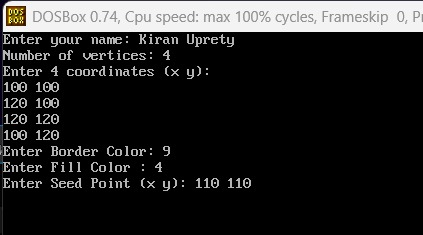 DOSBox 0.74, Cpu speed: max 100% cycles, Frameskip 0, Pr
Enter your name: Kiran Uprety
Number of vertices: 4
Enter 4 coordinates (x y):
100 100
120 100
120 120
100 120
Enter Border Color: 9
Enter Fill Color : 4
Enter Seed Point (x y): 110 110